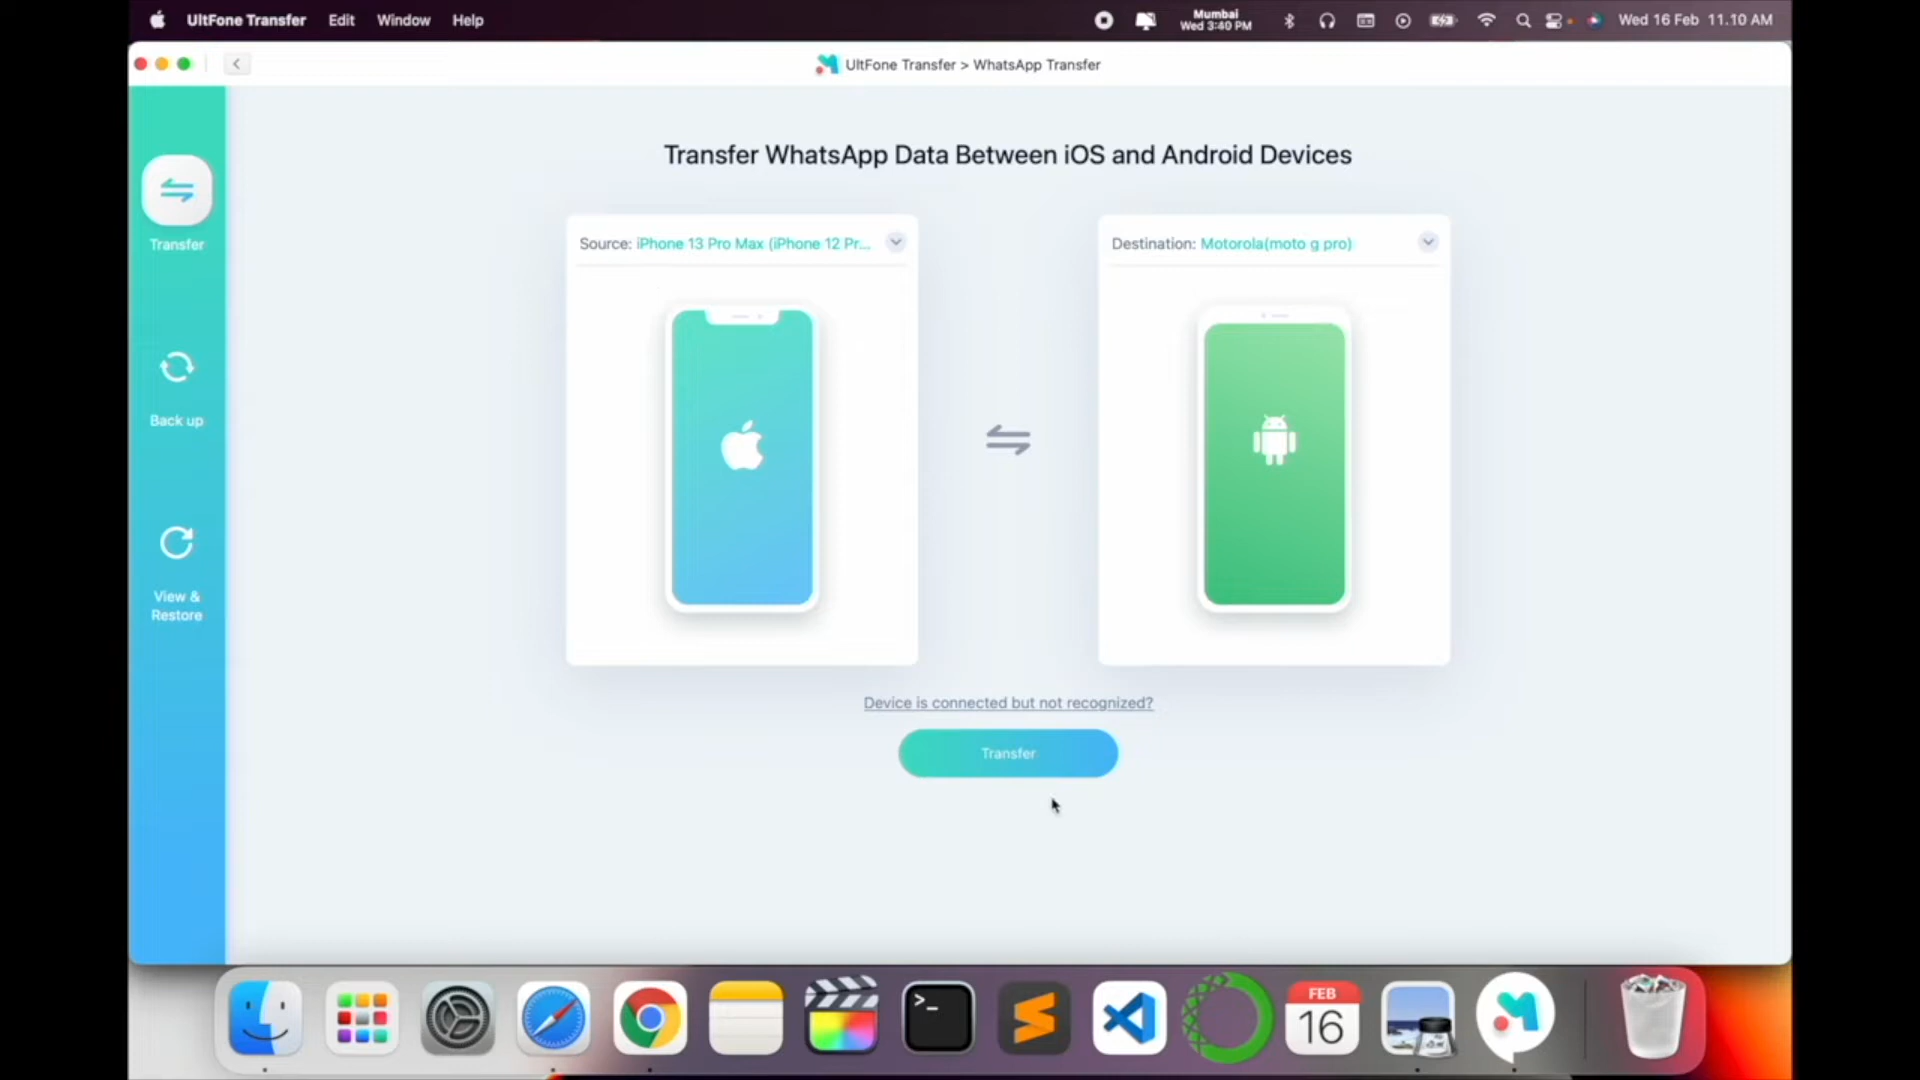 UltFone Transfer Edit Window Help
Mumbai
Wed 3:40 PM
Wed 16 Feb 11.10 AM
UltFone Transfer > WhatsApp Transfer
Transfer WhatsApp Data Between iOS and Android Devices
Transfer
Back up
View &
Restore
Source: iPhone 13 Pro Max (iPhone 12 Pr...
Destination: Motorola(moto g pro)
Device is connected but not recognized?
Transfer
>_
FEB
16